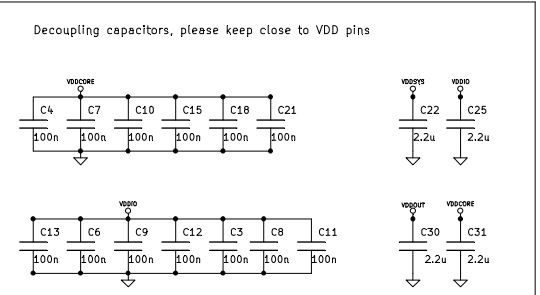 Decoupling capacitors, please keep close to VDD pins
VDDCORE
VDDSYS
VDDIO
C4 C7 C10 C15 C18 C21 C22 C25
100n 100n 100n 100n 100n 100n 2.2u 2.2u
VDDIO
VDDOUT
VDDCORE
C13 C6 C9 C12 C3 C8 C11 C30 C31
100n 100n 100n 100n 100n 100n 100n 2.2u 2.2u